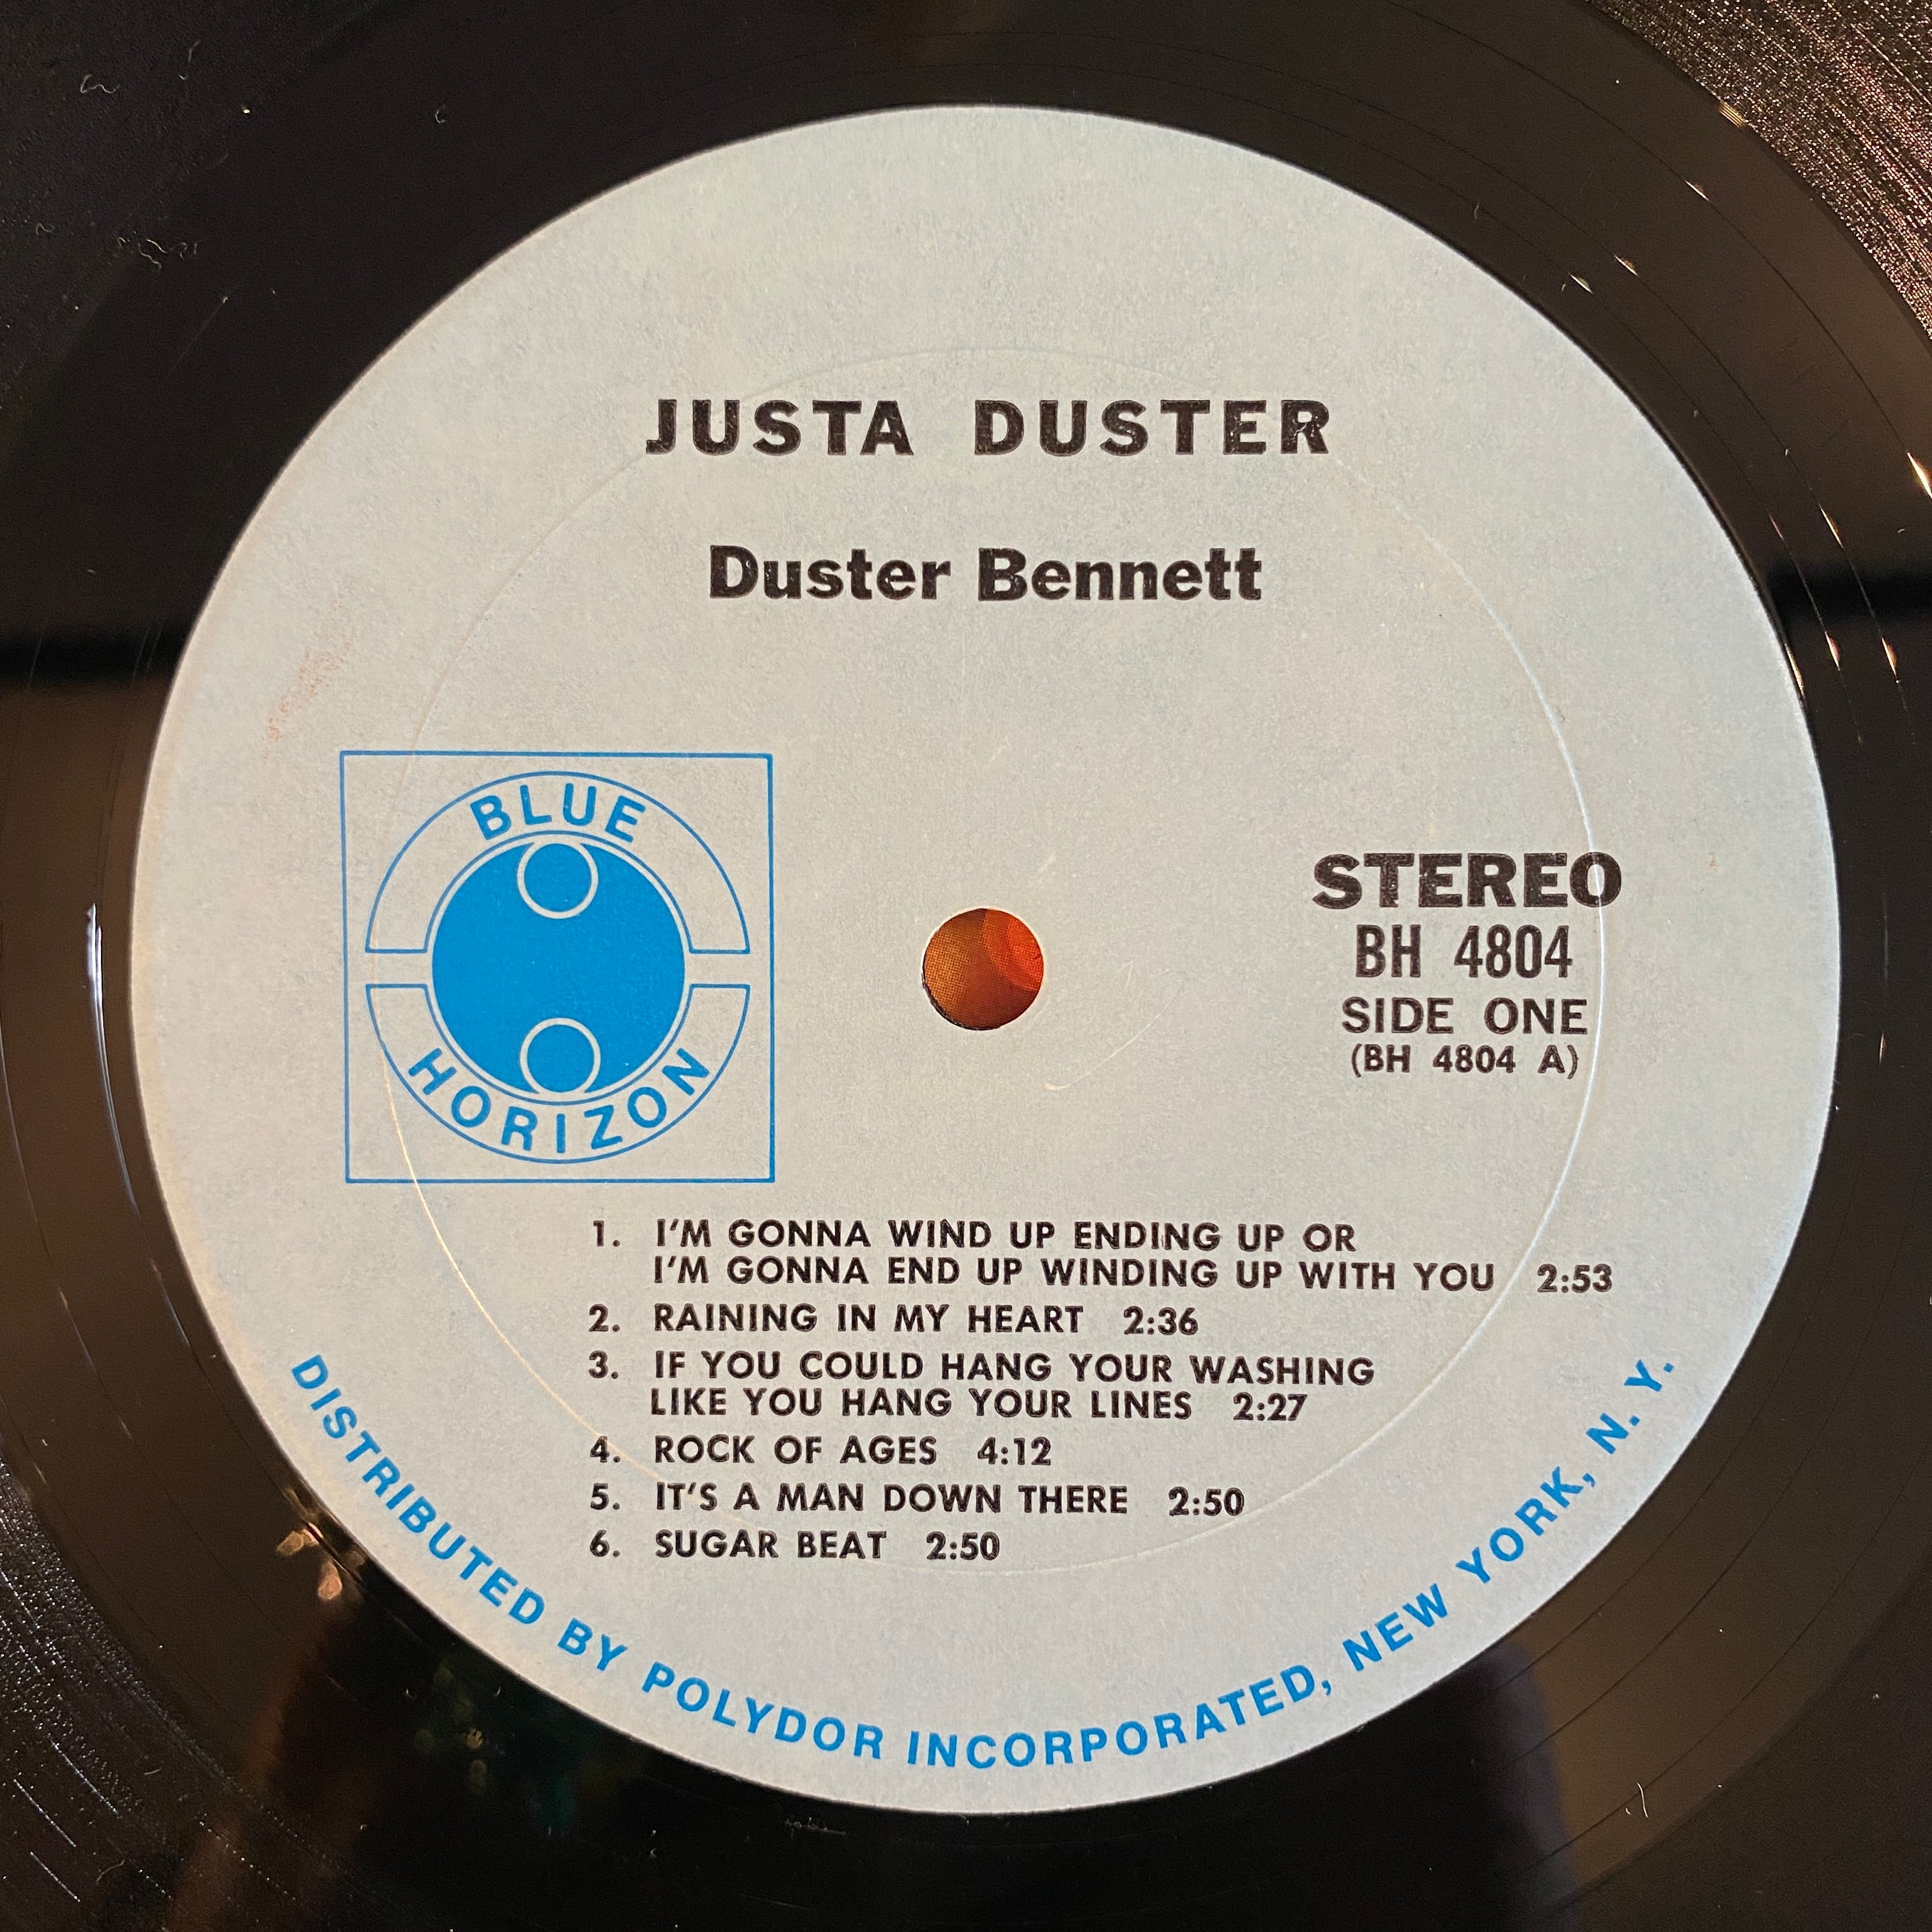 JUSTA DUSTER
Duster Bennett
BLUE
HORIZON
STEREO
BH 4804
SIDE ONE
(BH 4804 A)
1. I'M GONNA WIND UP ENDING UP OR
I'M GONNA END UP WINDING UP WITH YOU 2:53
2. RAINING IN MY HEART 2:36
3. IF YOU COULD HANG YOUR WASHING
LIKE YOU HANG YOUR LINES 2:27
4. ROCK OF AGES 4:12
5. IT'S A MAN DOWN THERE 2:50
6. SUGAR BEAT 2:50
DISTRIBUTED BY POLYDOR INCORPORATED, NEW YORK, N. Y.